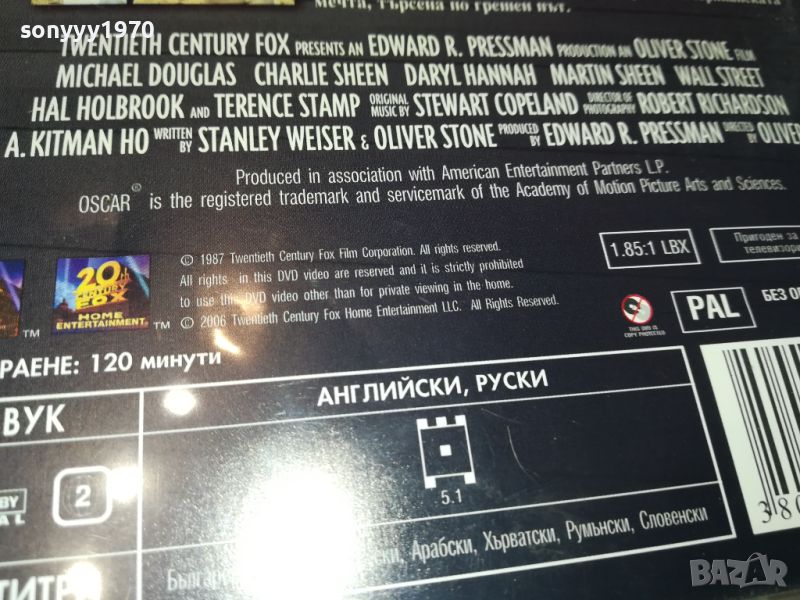 sonyyy1970
Мечта, търсена по грешен път.
TWENTIETH CENTURY FOX PRESENTS AN EDWARD R. PRESSMAN PRODUCTION AN OLIVER STONE FILM
MICHAEL DOUGLAS CHARLIE SHEEN DARYL HANNAH MARTIN SHEEN WALL STREET
HAL HOLBROOK AND TERENCE STAMP ORIGINAL MUSIC BY STEWART COPELAND DIRECTOR OF PHOTOGRAPHY ROBERT RICHARDSON
A. KITMAN HO WRITTEN BY STANLEY WEISER & OLIVER STONE PRODUCED BY EDWARD R. PRESSMAN DIRECTED BY OLIVER
Produced in association with American Entertainment Partners L.P.
OSCAR® is the registered trademark and servicemark of the Academy of Motion Picture Arts and Sciences.
© 1987 Twentieth Century Fox Film Corporation. All rights reserved.
All rights in this DVD video are reserved and it is strictly prohibited
to use this DVD video other than for private viewing in the home.
© 2006 Twentieth Century Fox Home Entertainment LLC. All Rights Reserved.
20th CENTURY FOX
HOME ENTERTAINMENT
TM
TM
1.85:1 LBX
Пригоден за
телевизори
THIS DVD IS COPY PROTECTED
PAL
БЕЗ
РАЕНЕ: 120 МИНУТИ
ВУК
АНГЛИЙСКИ, РУСКИ
2
5.1
Арабски, Хърватски, Румънски, Словенски
ТИТРИ
BAZAR